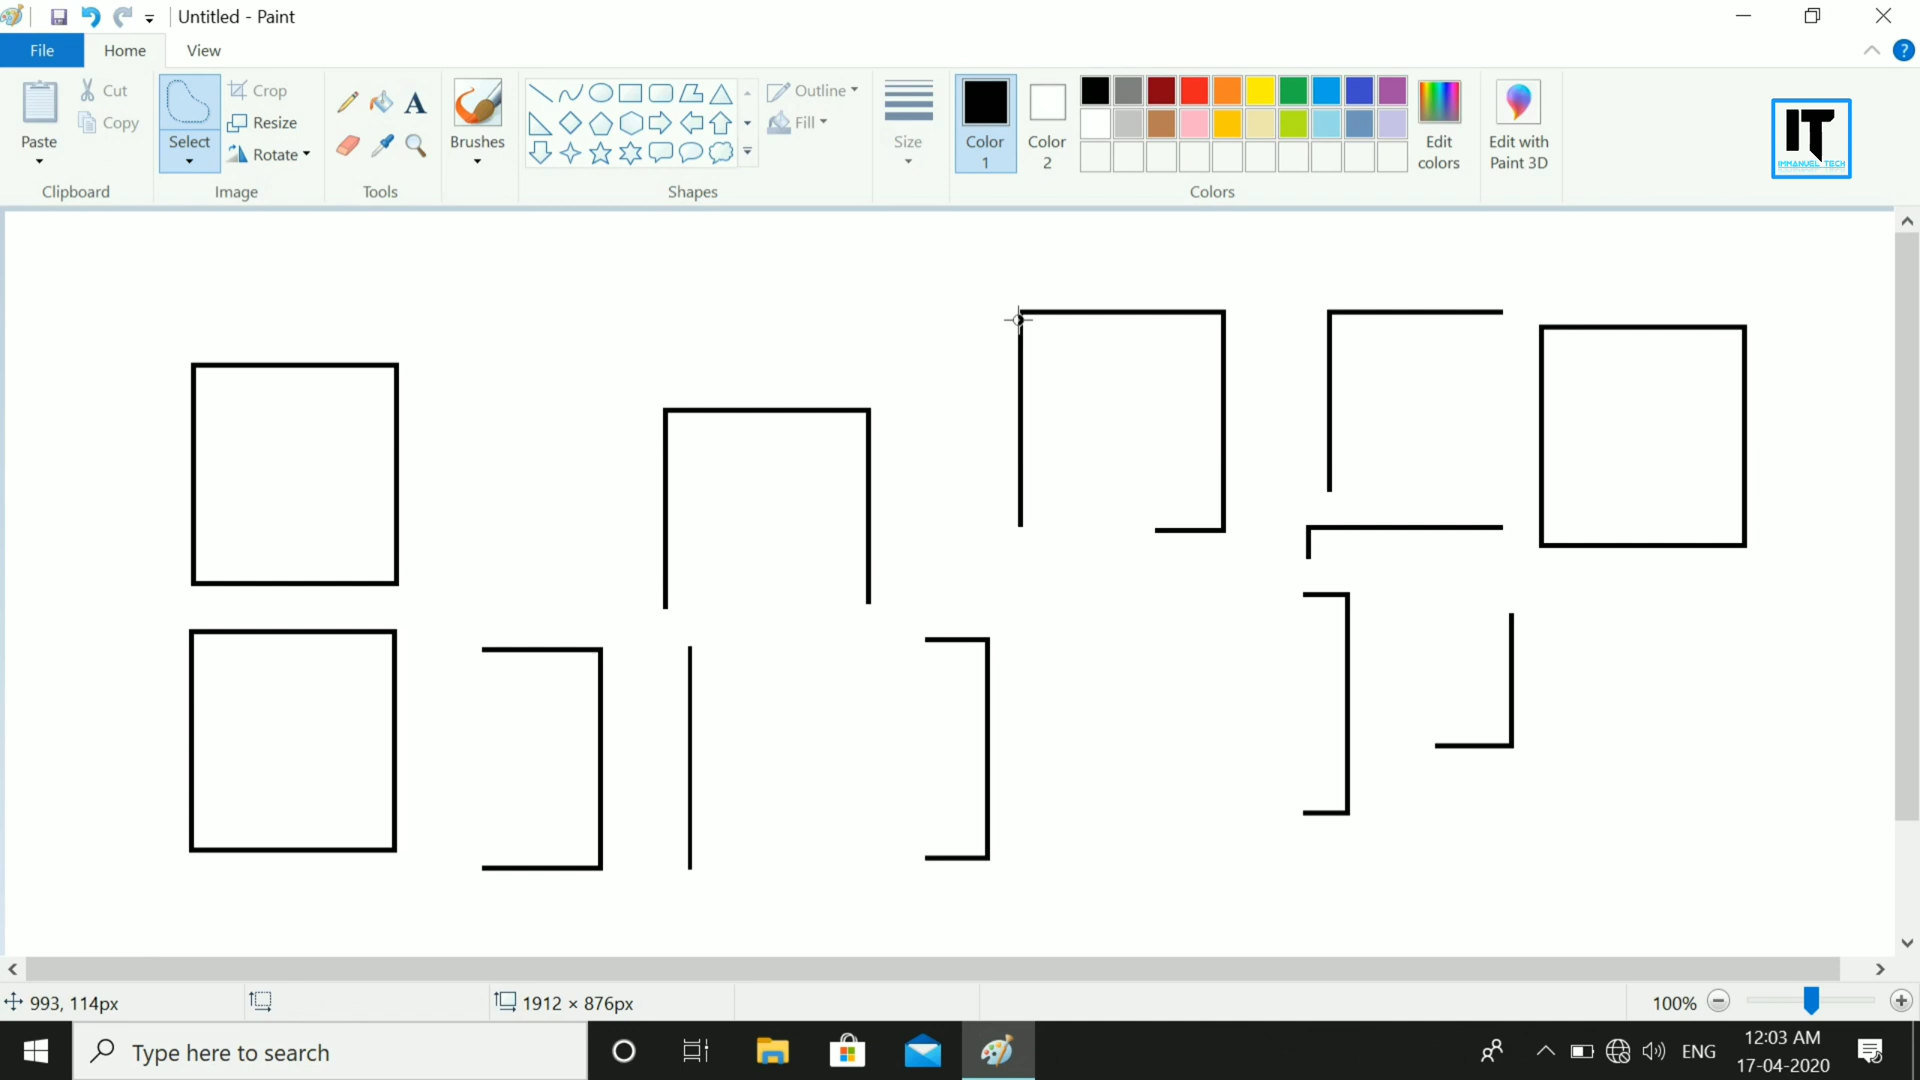 Untitled - Paint
File
Home
View
Paste
Cut
Copy
Clipboard
Select
Crop
Resize
Rotate
Image
A
Tools
Brushes
Outline
Fill
Shapes
Size
Color
1
Color
2
Edit
colors
Colors
Edit with
Paint 3D
?
IT
IMMANUEL TECH
993, 114px
1912 × 876px
100%
Type here to search
ENG
12:03 AM
17-04-2020